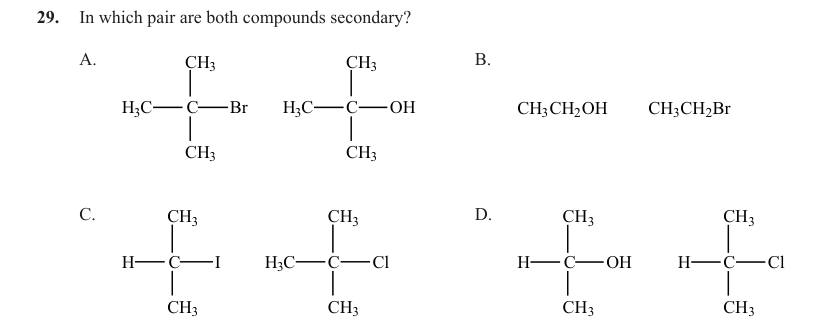 29. In which pair are both compounds secondary?
A.
CH3 CH3
H3C C Br H3C C OH
CH3 CH3
B.
CH3CH2OH CH3CH2Br
C.
CH3 CH3
H C I H3C C Cl
CH3 CH3
D.
CH3 CH3
H C OH H C Cl
CH3 CH3